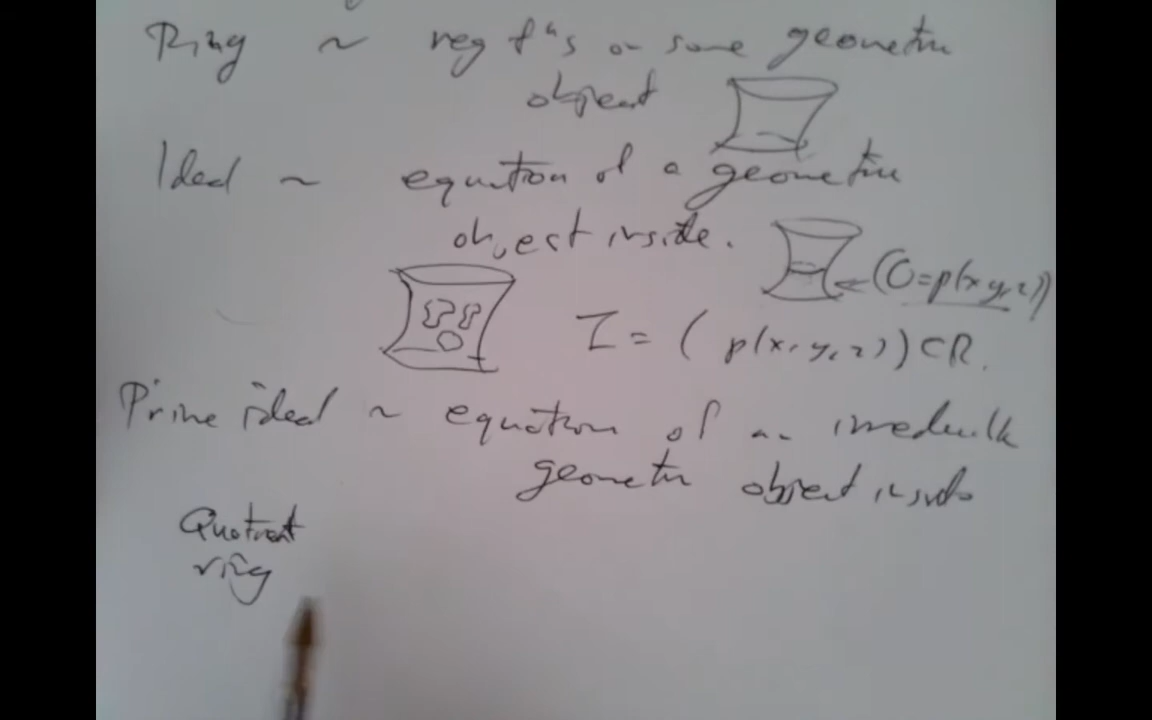 Ring ~ reg fns on some geometric
object
Ideal ~ equation of a geometric
object inside.
(0=p(x,y,z))
I = (p(x,y,z)) ⊂ R.
Prime ideal ~ equation of an irreducible
geometric object inside
Quotient
ring